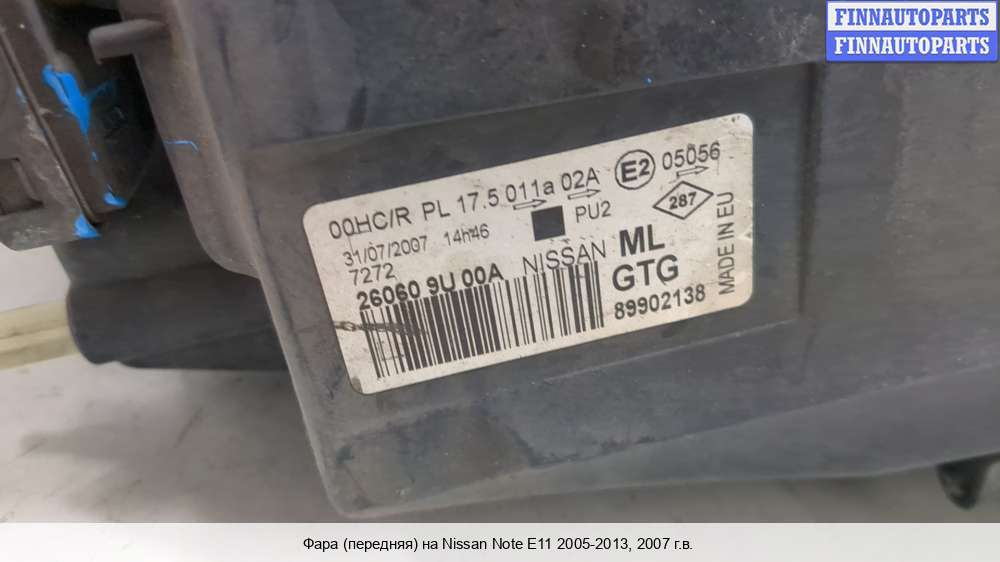 FINNAUTOPARTS
FINNAUTOPARTS
00HC/R PL 17.5 011a 02A E2 05056
31/07/2007 14h46 PU2 287
7272
26060 9U 00A NISSAN ML
GTG
89902138
MADE IN EU
Фара (передняя) на Nissan Note E11 2005-2013, 2007 г.в.